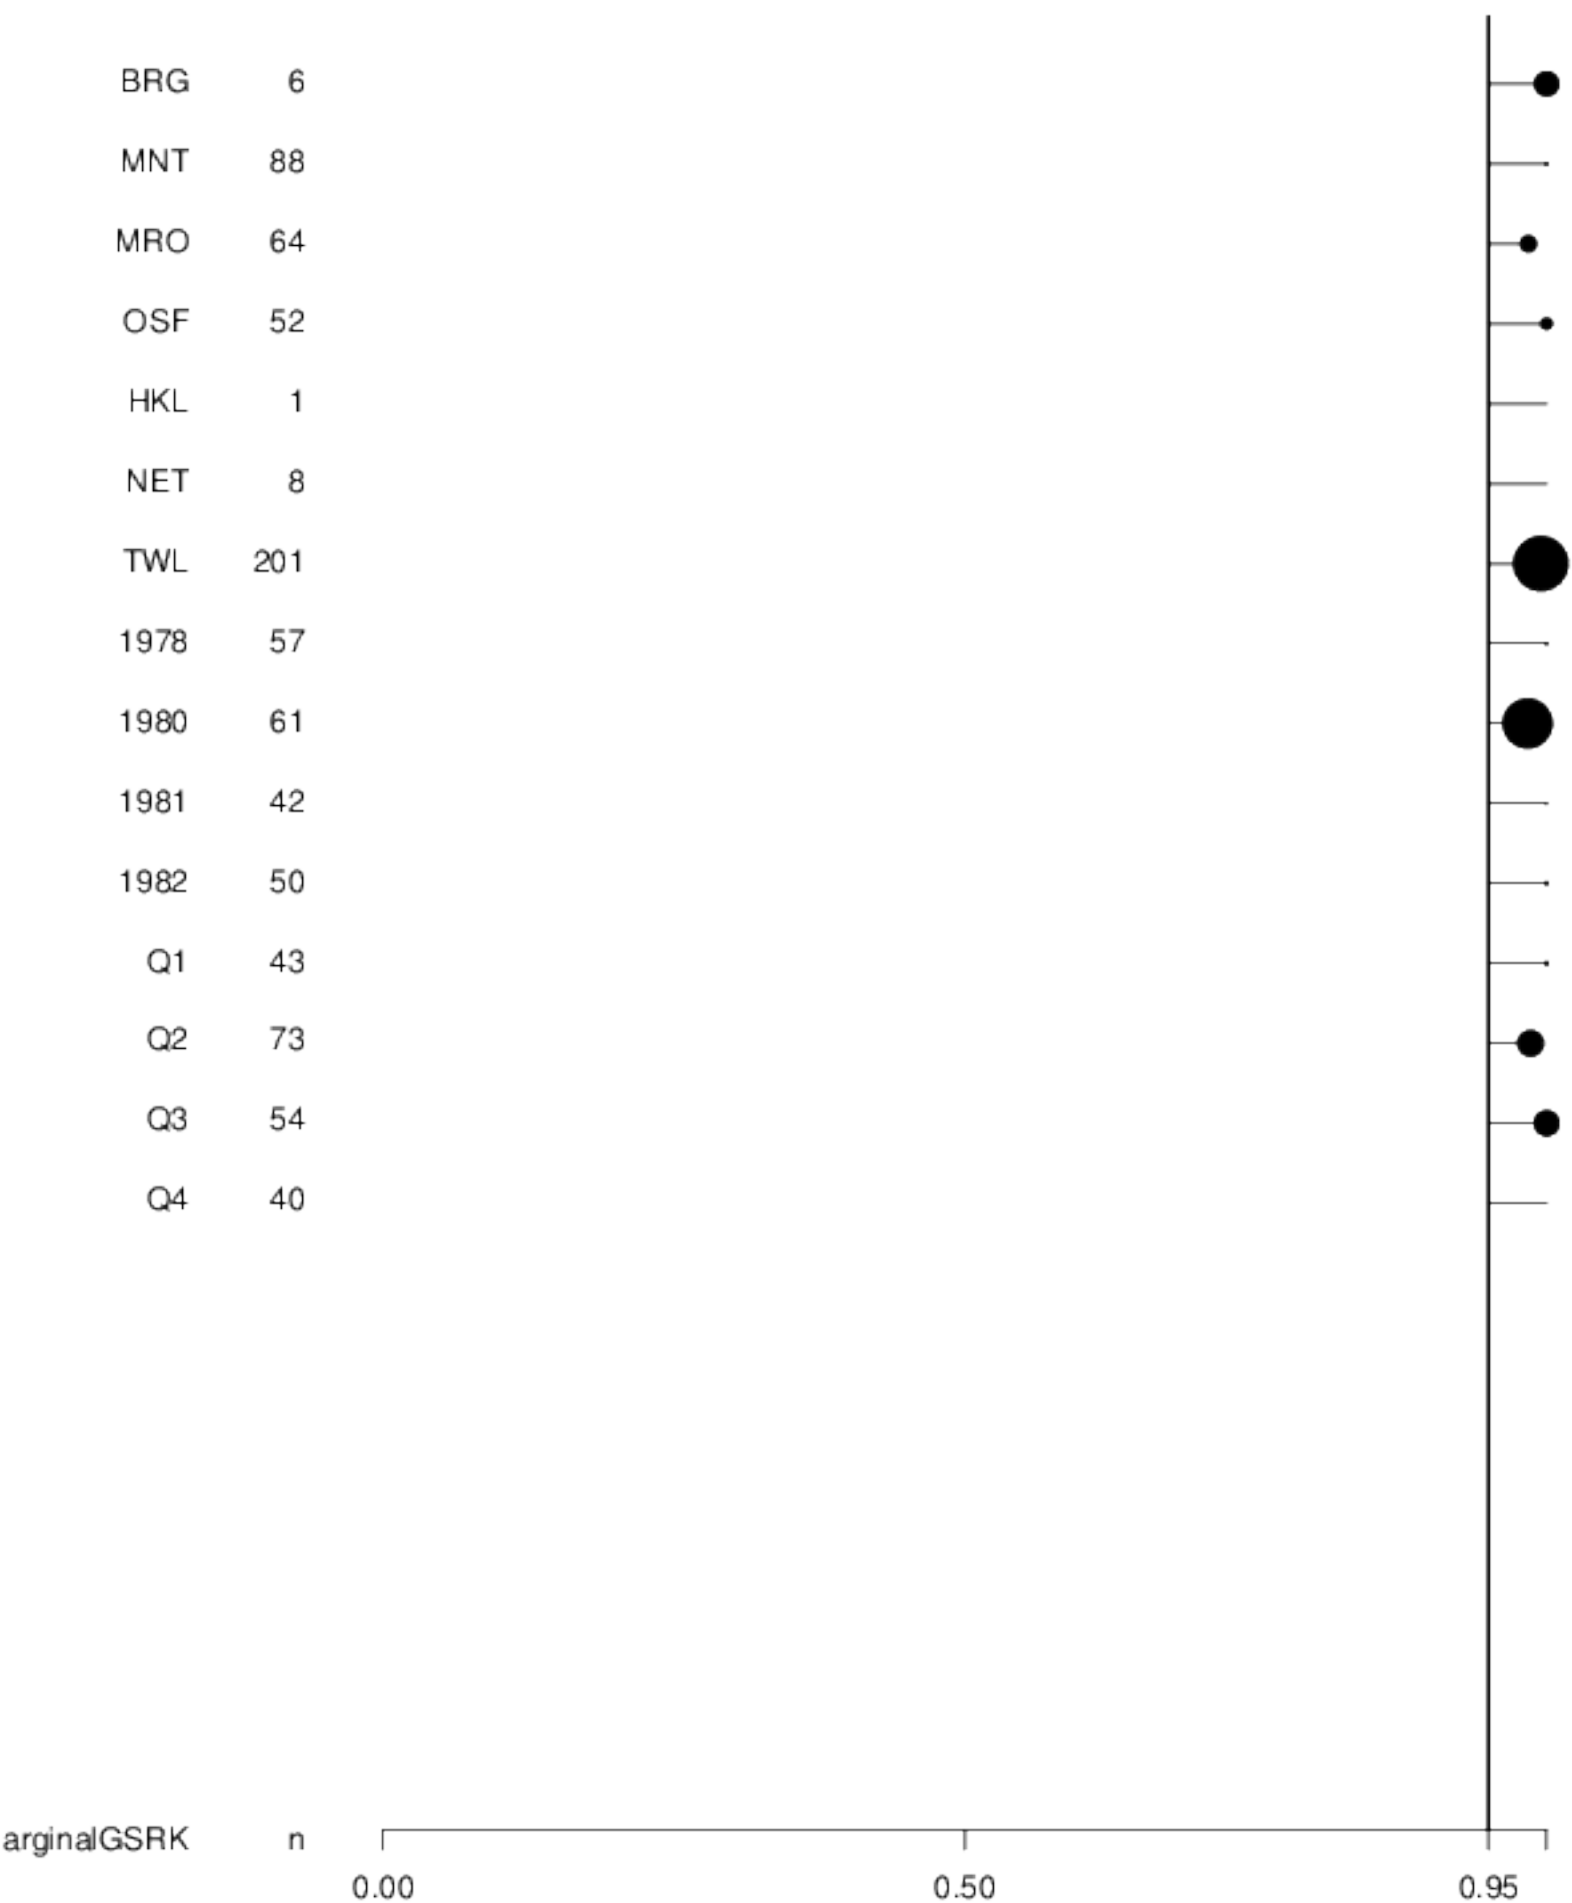 BRG 6
MNT 88
MRO 64
OSF 52
HKL 1
NET 8
TWL 201
1978 57
1980 61
1981 42
1982 50
Q1 43
Q2 73
Q3 54
Q4 40
arginalGSRK n
0.00 0.50 0.95